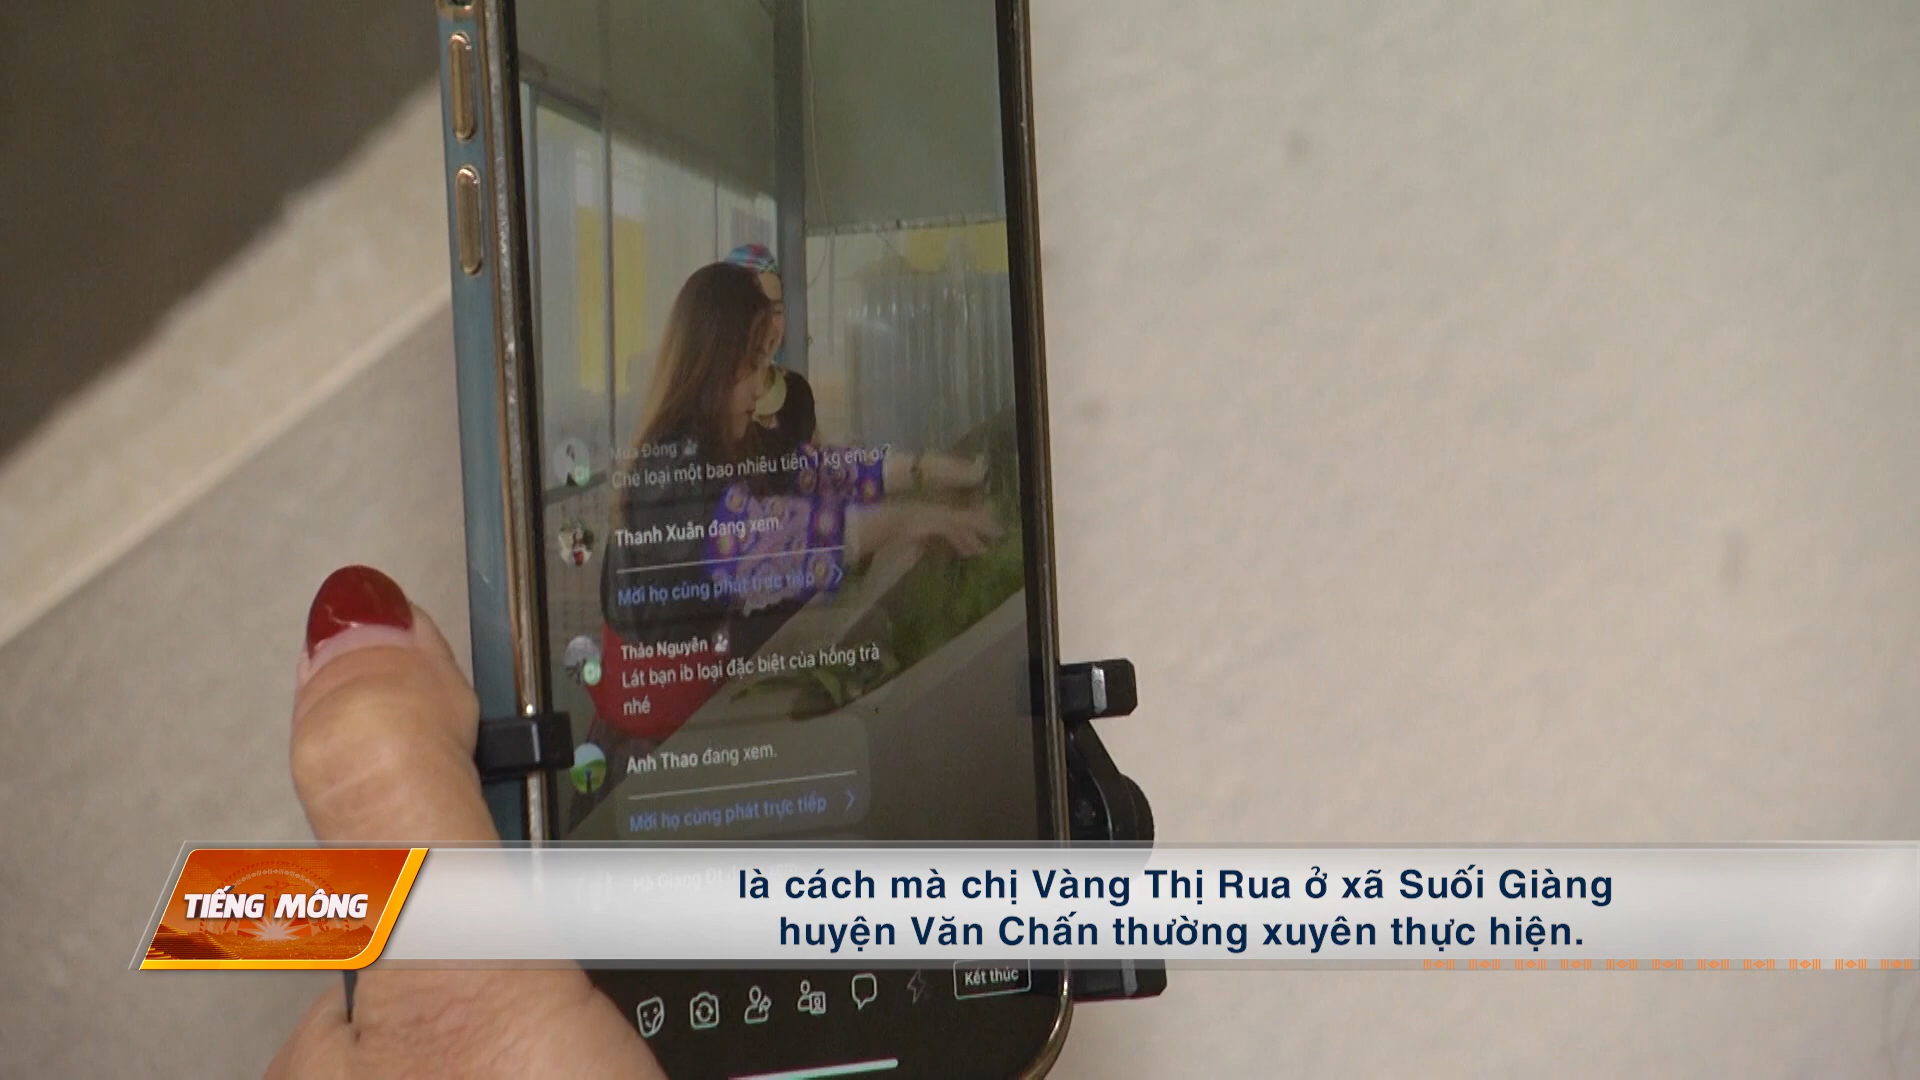 Mùa Đông
Chè loại một bao nhiêu tiền 1 kg em ơi?
Thanh Xuân đang xem.
Mời họ cùng phát trực tiếp
Thảo Nguyên
Lát bạn ib loại đặc biệt của hồng trà
nhé
Anh Thao đang xem.
Mời họ cùng phát trực tiếp
TIẾNG MÔNG
là cách mà chị Vàng Thị Rua ở xã Suối Giàng
huyện Văn Chấn thường xuyên thực hiện.
Kết thúc